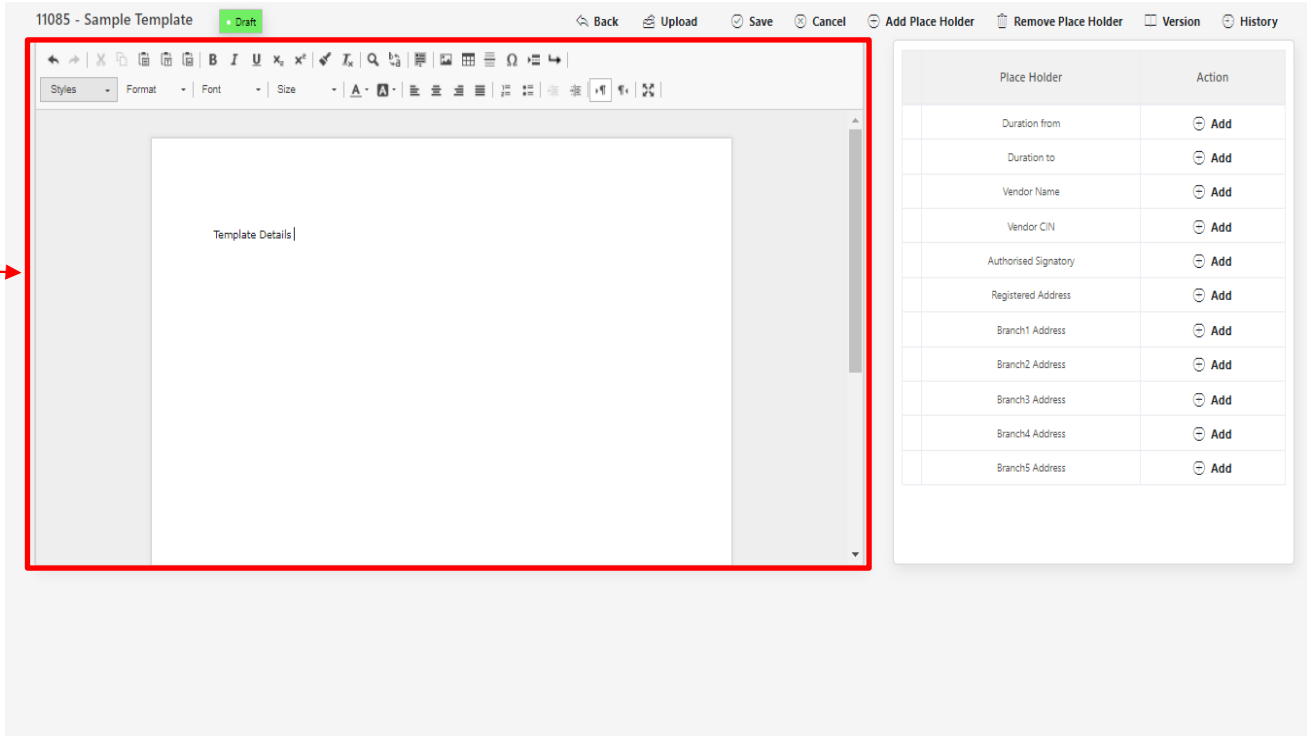 11085 - Sample Template Draft Back Upload Save Cancel Add Place Holder Remove Place Holder Version History
B I U x₂ x² Tx Ω
Styles Format Font Size A A
Place Holder Action
Duration from Add
Duration to Add
Vendor Name Add
Vendor CIN Add
Template Details
Authorised Signatory Add
Registered Address Add
Branch1 Address Add
Branch2 Address Add
Branch3 Address Add
Branch4 Address Add
Branch5 Address Add